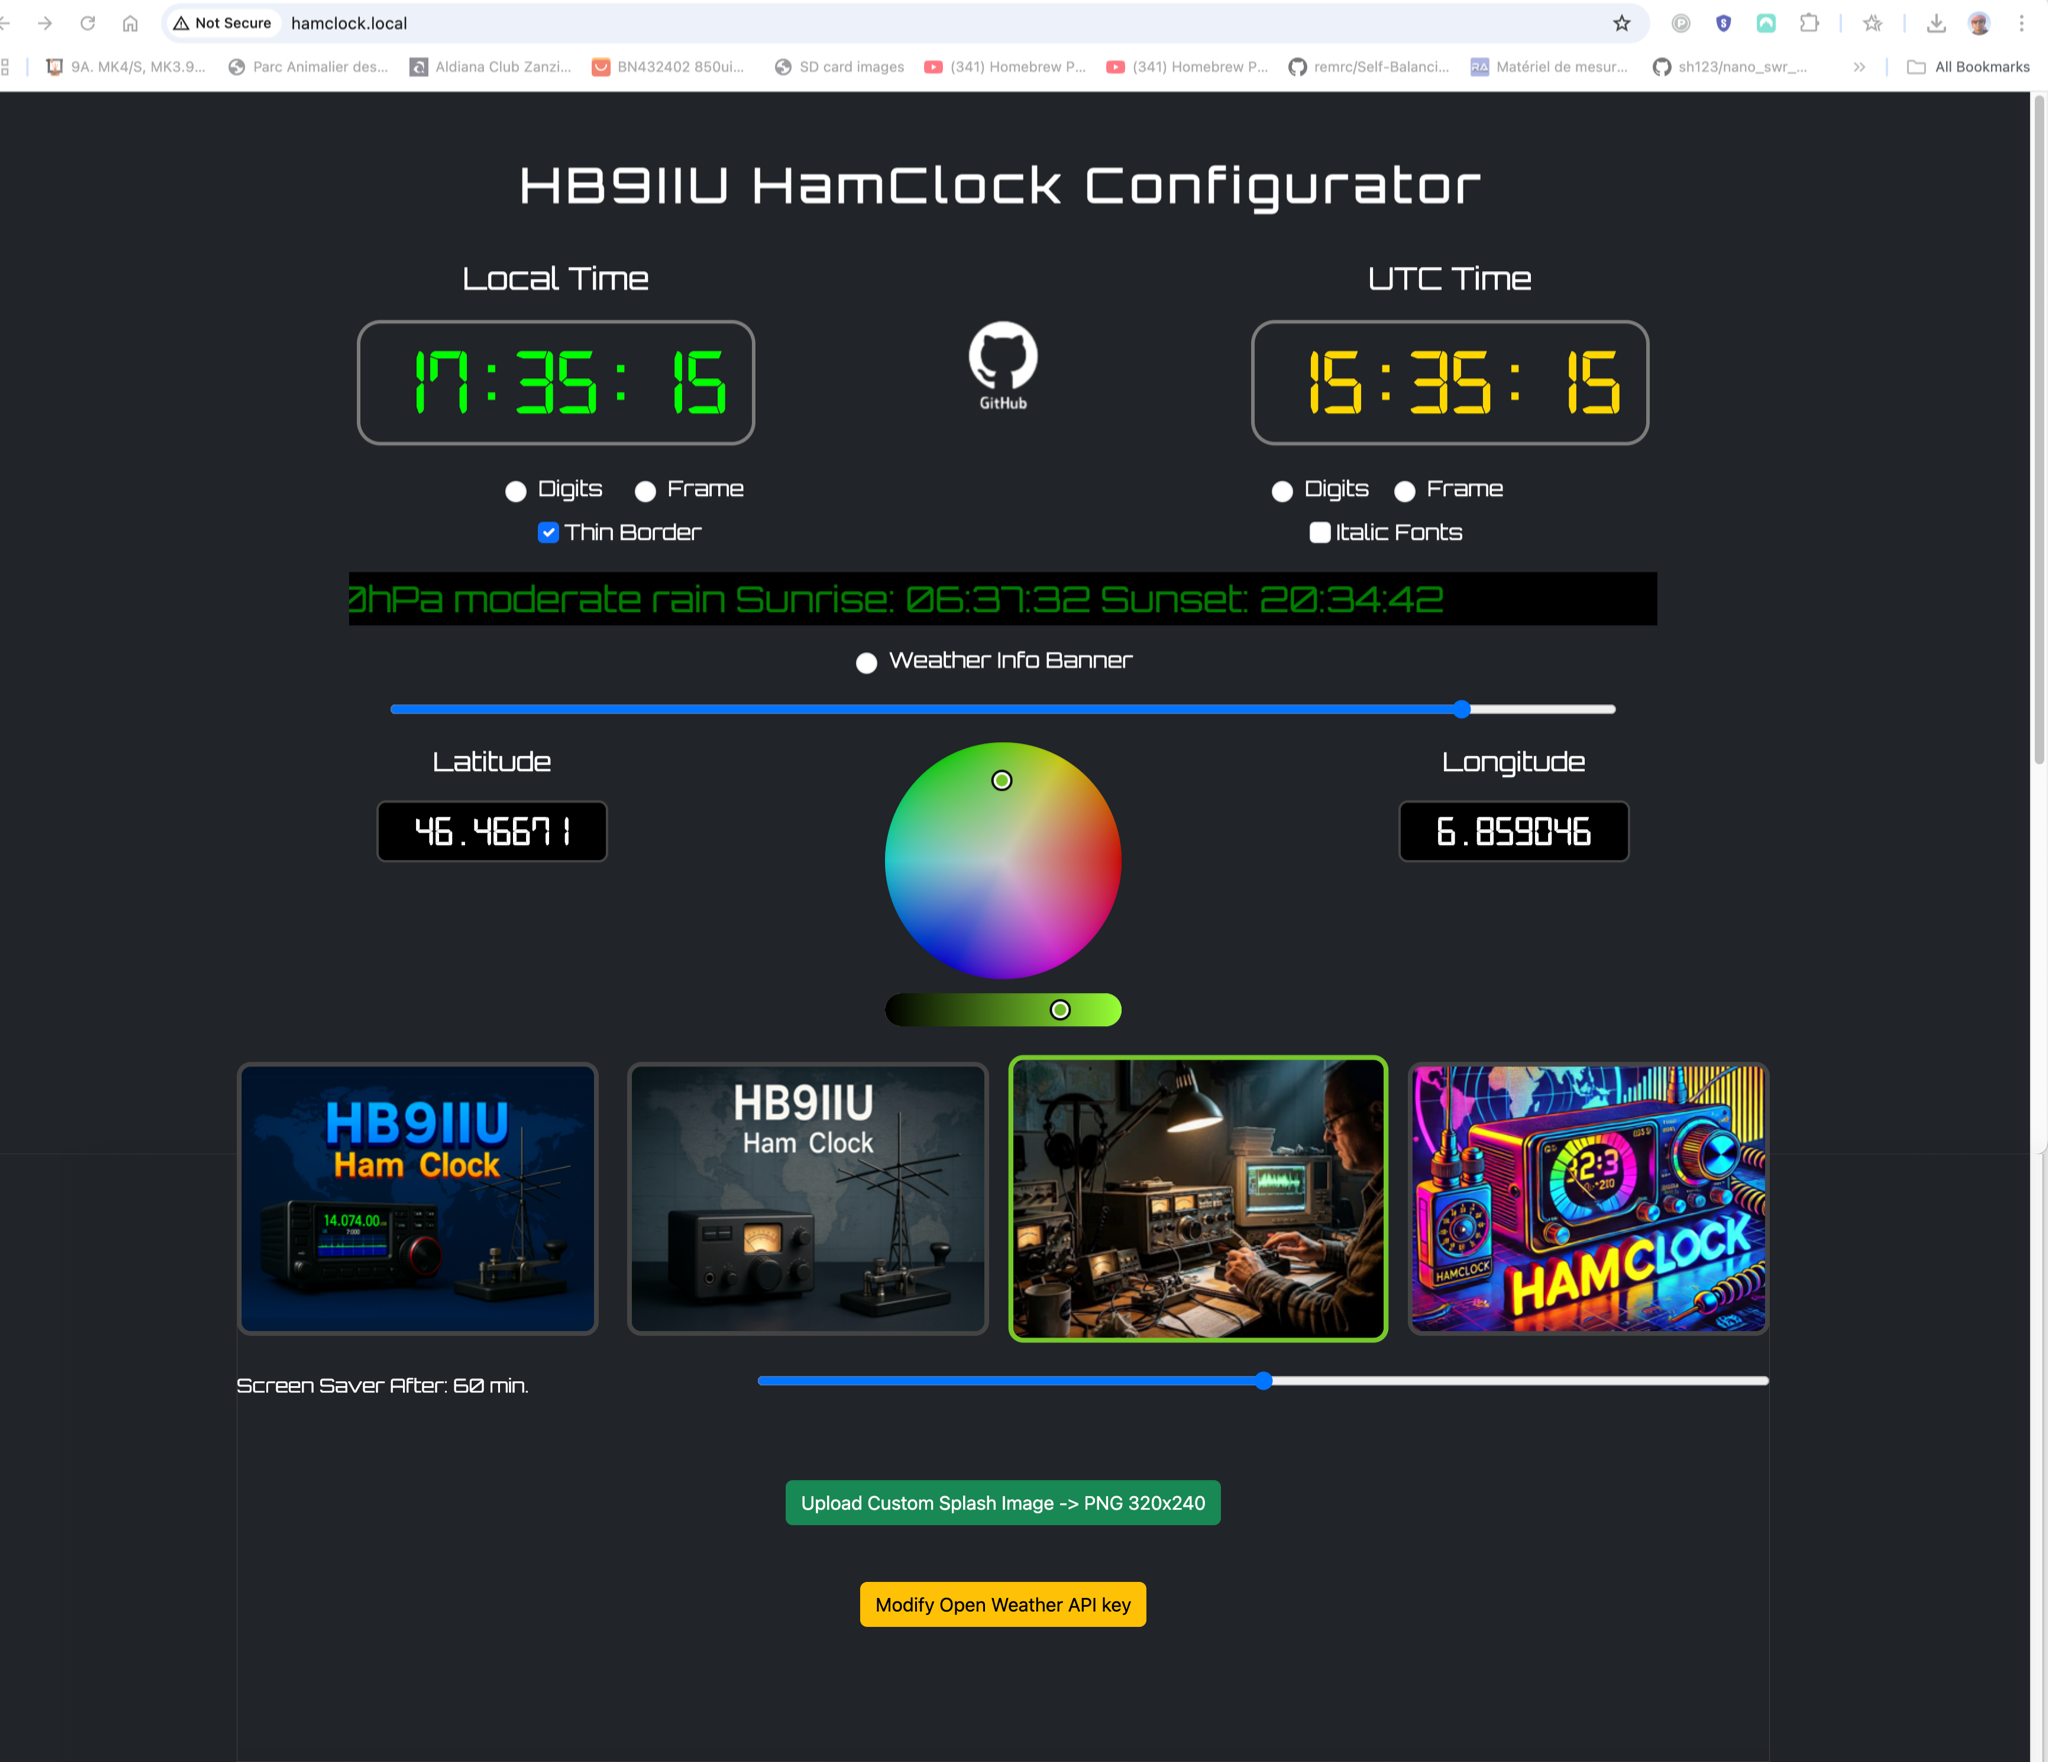 Not Secure hamclock.local
9A. MK4/S, MK3.9... Parc Animalier des... Aldiana Club Zanzi... BN432402 850ui... SD card images (341) Homebrew P... (341) Homebrew P... remrc/Self-Balanci... RA Matériel de mesur... sh123/nano_swr_... All Bookmarks
HB9IIU HamClock Configurator
Local Time
UTC Time
17:35:15
GitHub
15:35:15
Digits Frame
Digits Frame
Thin Border
Italic Fonts
0hPa moderate rain Sunrise: 06:37:32 Sunset: 20:34:42
Weather Info Banner
Latitude
Longitude
46.46671
6.859046
HB9IIU
Ham Clock
14.074.00
HB9IIU
Ham Clock
HAMCLOCK
HAMCLOCK
Screen Saver After: 60 min.
Upload Custom Splash Image -> PNG 320x240
Modify Open Weather API key